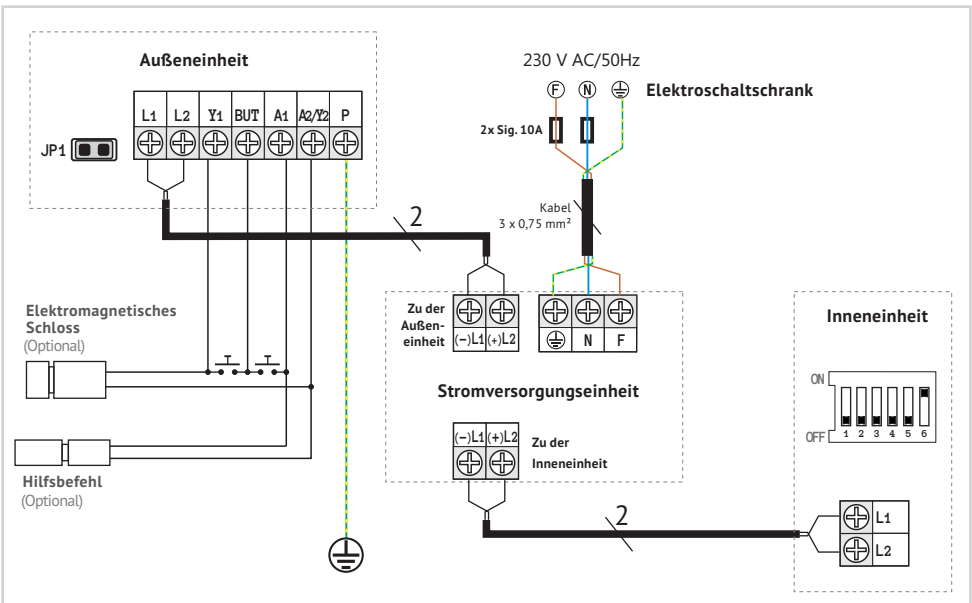 Außeneinheit
L1 L2 Y1 BUT A1 A2/Y2 P
JP1
230 V AC/50Hz
F N
Elektroschaltschrank
2x Sig. 10A
Kabel
3 x 0,75 mm²
2
Elektromagnetisches
Schloss
(Optional)
Hilfsbefehl
(Optional)
Zu der
Außen-
einheit
(-)L1 (+)L2
N F
Stromversorgungseinheit
(-)L1 (+)L2
Zu der
Inneneinheit
2
Inneneinheit
ON
OFF
1 2 3 4 5 6
L1
L2